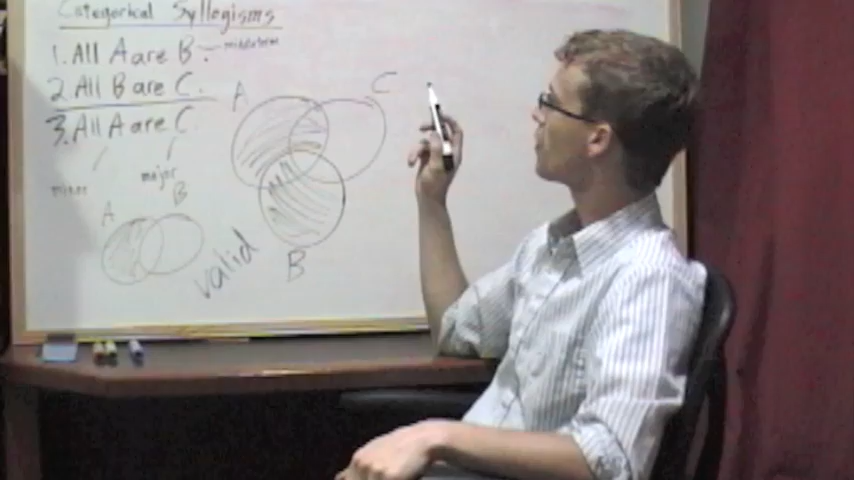 Categorical Syllogisms
1. All A are B. middle term
2. All B are C.
3. All A are C.
minor
major
A
C
B
A
B
valid